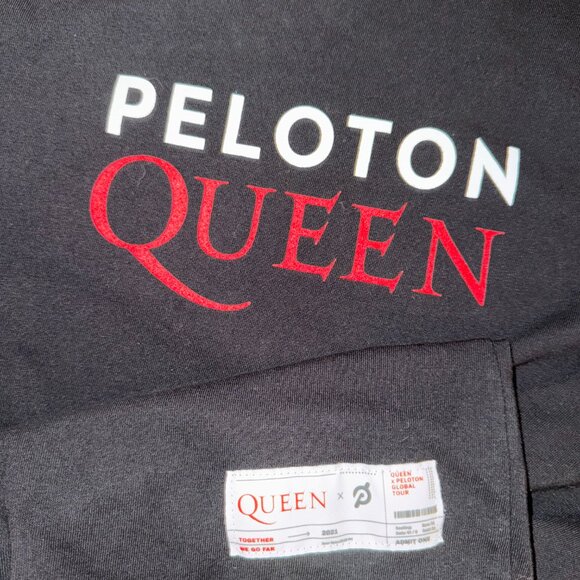 PELOTON
QUEEN
QUEEN ×
QUEEN
x PELOTON
GLOBAL
TOUR
TOGETHER
WE GO FAR
2021
ADMIT ONE